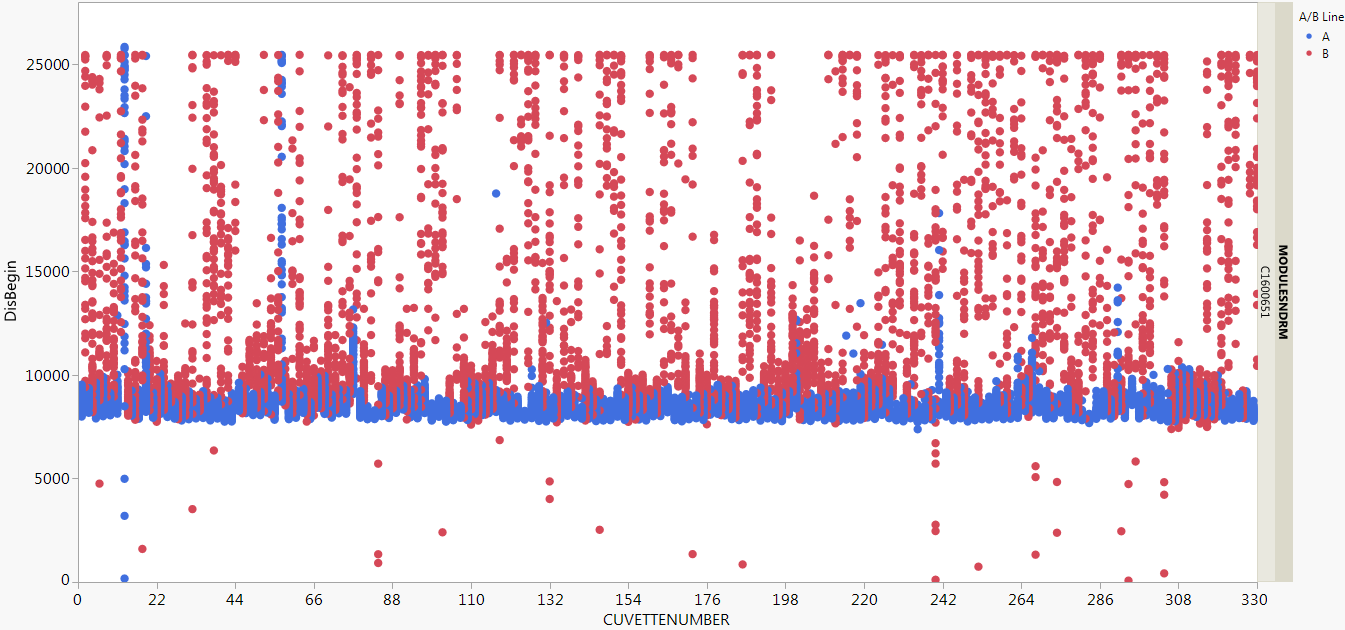 A/B Line
A
B
25000
20000
15000
10000
5000
0
DisBegin
0 22 44 66 88 110 132 154 176 198 220 242 264 286 308 330
CUVETTENUMBER
C1600651
MODULESNDRM